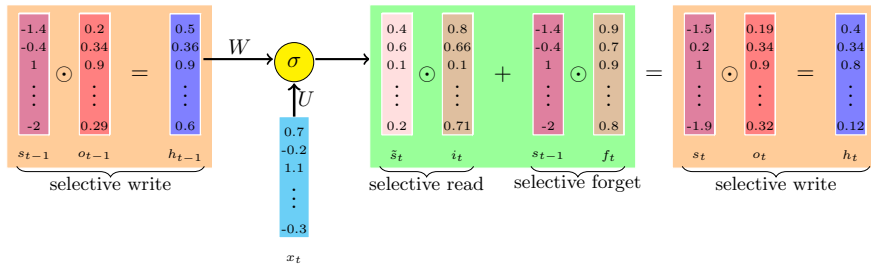 -1.4 0.2 0.5 0.4 0.8 -1.4 0.9 -1.5 0.19 0.4
-0.4 0.34 0.36 W 0.6 0.66 -0.4 0.7 0.2 0.34 0.34
1 ⊙ 0.9 = 0.9 σ 0.1 ⊙ 0.1 + 1 ⊙ 0.9 = 1 ⊙ 0.9 = 0.8
⋮ ⋮ ⋮ U ⋮ ⋮ ⋮ ⋮ ⋮ ⋮ ⋮
-2 0.29 0.6 0.2 0.71 -2 0.8 -1.9 0.32 0.12
s_{t−1} o_{t−1} h_{t−1} s̃_t i_t s_{t−1} f_t s_t o_t h_t
selective write selective read selective forget selective write
0.7
-0.2
1.1
⋮
-0.3
x_t